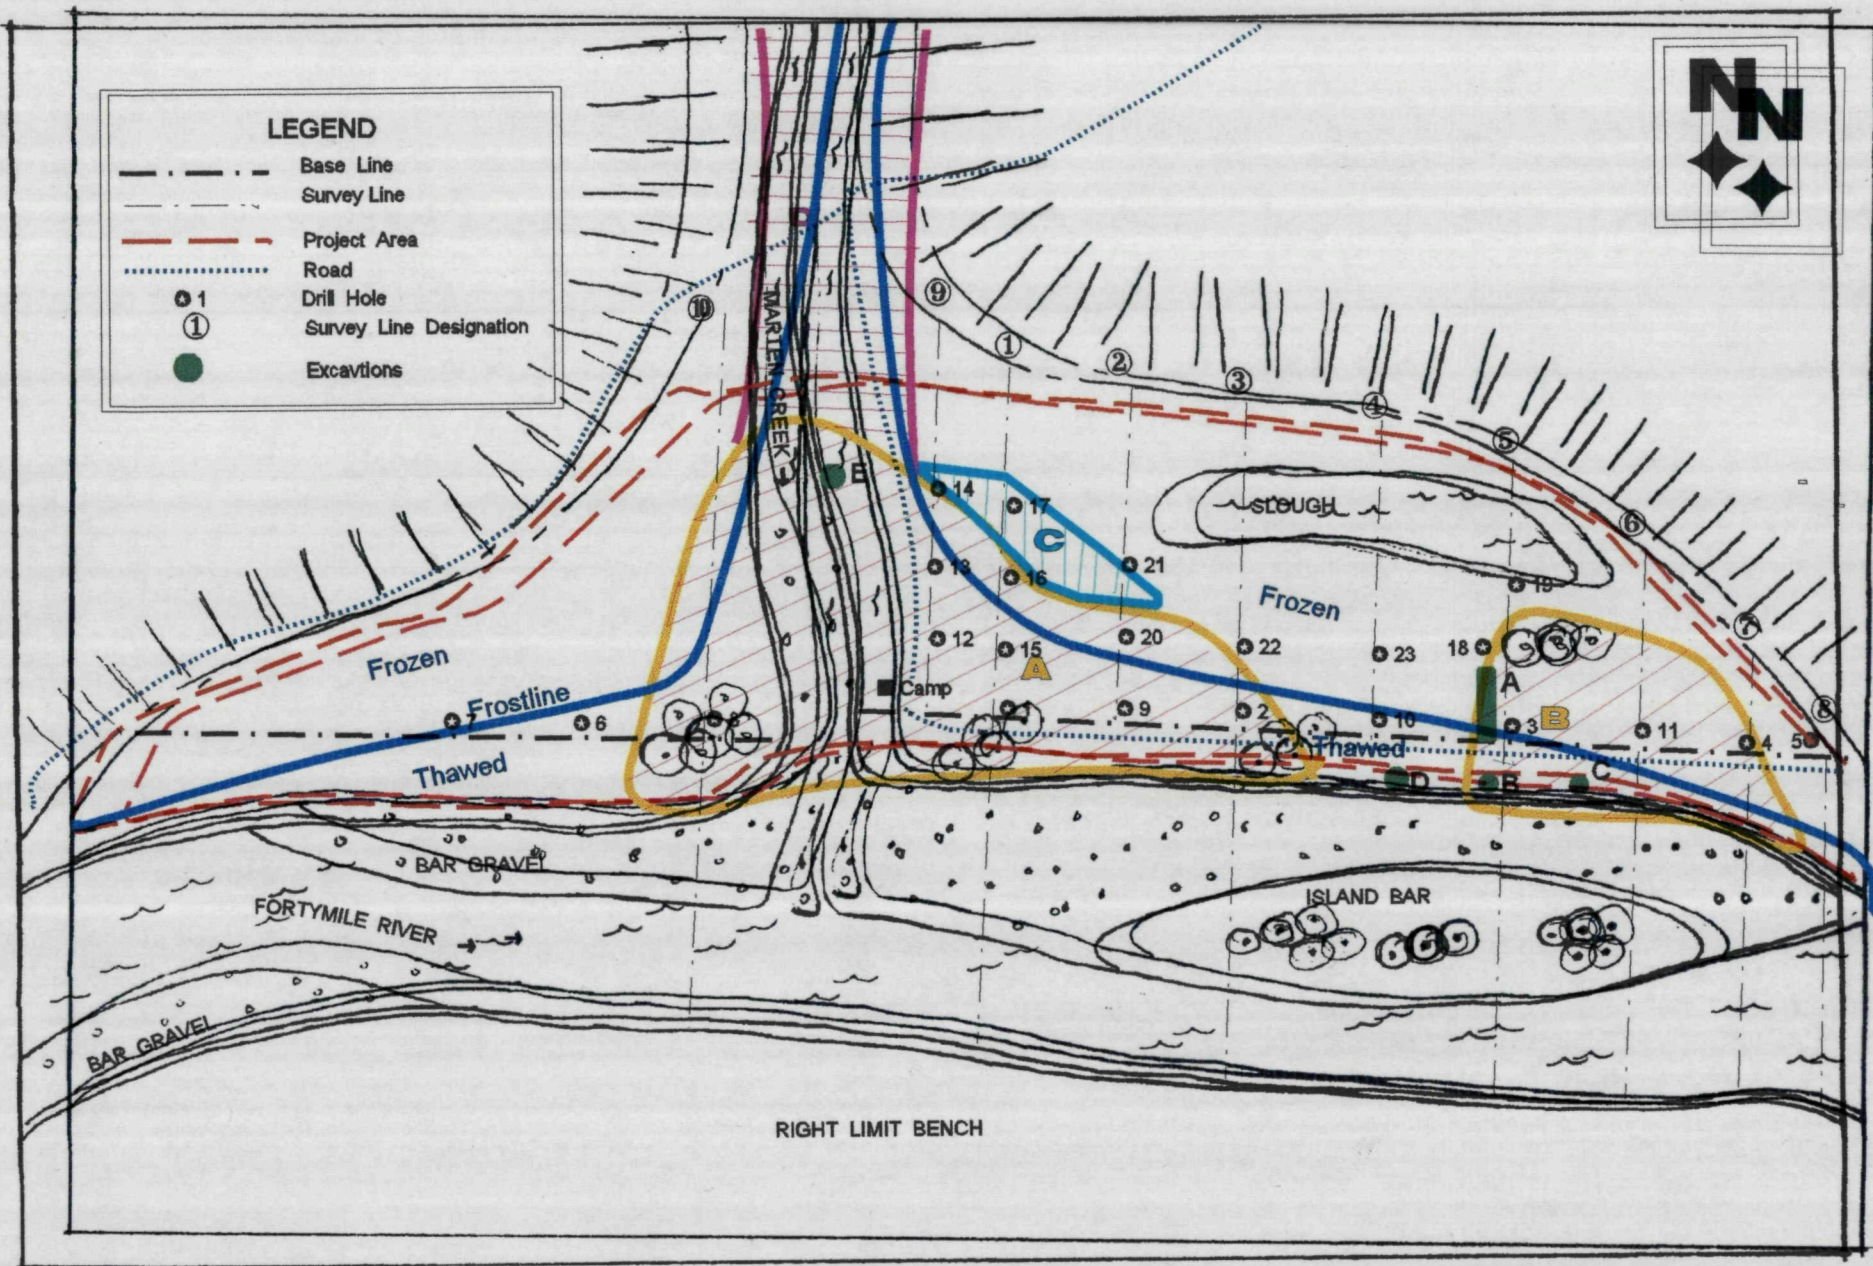 N
N
LEGEND
Base Line
Survey Line
Project Area
Road
1 Drill Hole
① Survey Line Designation
Excavtions
MARTEN CREEK
⑩
⑨
①
②
③
④
⑤
⑥
⑦
⑧
E
14
17
C
SLOUGH
13
16
21
19
Frozen
Frozen
12
15
20
22
23
18
A
A
Camp
Frostline
7
6
8
1
9
2
10
3
B
11
4
5
Thawed
Thawed
D
B
C
BAR GRAVEL
ISLAND BAR
FORTYMILE RIVER
BAR GRAVEL
RIGHT LIMIT BENCH